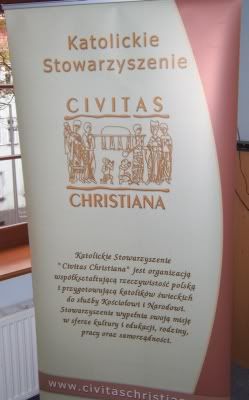 Katolickie
Stowarzyszenie
CIVITAS
CHRISTIANA
Katolickie Stowarzyszenie
"Civitas Christiana" jest organizacją
współkształtującą rzeczywistość polską
i przygotowującą katolików świeckich
do służby Kościołowi i Narodowi.
Stowarzyszenie wypełnia swoją misję
w sferze kultury i edukacji, rodziny,
pracy oraz samorządności.
www.civitaschristia